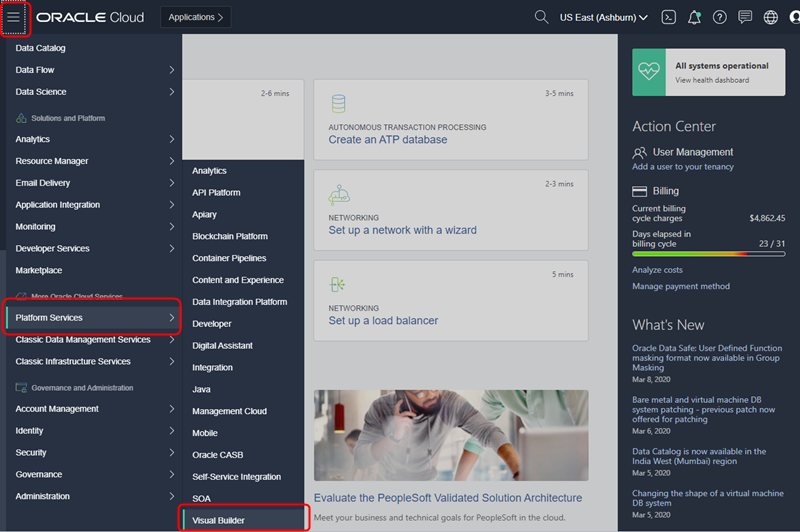 ORACLE Cloud
Applications
US East (Ashburn)
Data Catalog
Data Flow
Data Science
Solutions and Platform
Analytics
Resource Manager
Email Delivery
Application Integration
Monitoring
Developer Services
Marketplace
More Oracle Cloud Services
Platform Services
Classic Data Management Services
Classic Infrastructure Services
Governance and Administration
Account Management
Identity
Security
Governance
Administration
Analytics
API Platform
Apiary
Blockchain Platform
Container Pipelines
Content and Experience
Data Integration Platform
Developer
Digital Assistant
Integration
Java
Management Cloud
Mobile
Oracle CASB
Self-Service Integration
SOA
Visual Builder
2-6 mins
3-5 mins
AUTONOMOUS TRANSACTION PROCESSING
Create an ATP database
2-3 mins
NETWORKING
Set up a network with a wizard
5 mins
NETWORKING
Set up a load balancer
Evaluate the PeopleSoft Validated Solution Architecture
Meet your business and technical goals for PeopleSoft in the cloud.
All systems operational
View health dashboard
Action Center
User Management
Add a user to your tenancy
Billing
Current billing
cycle charges
$4,862.45
Days elapsed in
billing cycle
23 / 31
Analyze costs
Manage payment method
What's New
Oracle Data Safe: User Defined Function
masking format now available in Group
Masking
Mar 8, 2020
Bare metal and virtual machine DB
system patching - previous patch now
offered for patching
Mar 6, 2020
Data Catalog is now available in the
India West (Mumbai) region
Mar 5, 2020
Changing the shape of a virtual machine
DB system
Mar 5, 2020